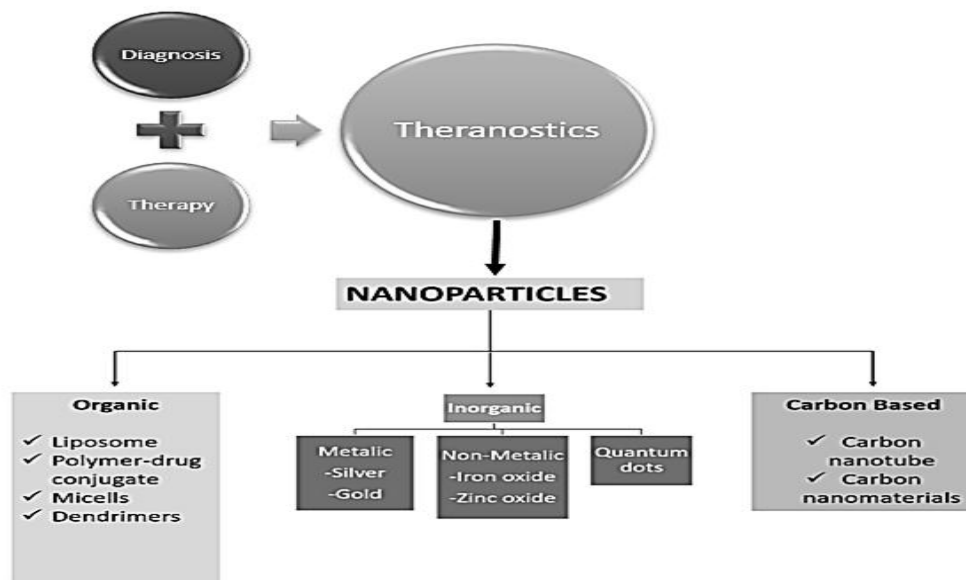 Diagnosis
Therapy
Theranostics
NANOPARTICLES
Organic
✓ Liposome
✓ Polymer-drug
conjugate
✓ Micells
✓ Dendrimers
Inorganic
Metalic
-Silver
-Gold
Non-Metalic
-Iron oxide
-Zinc oxide
Quantum
dots
Carbon Based
✓ Carbon
nanotube
✓ Carbon
nanomaterials